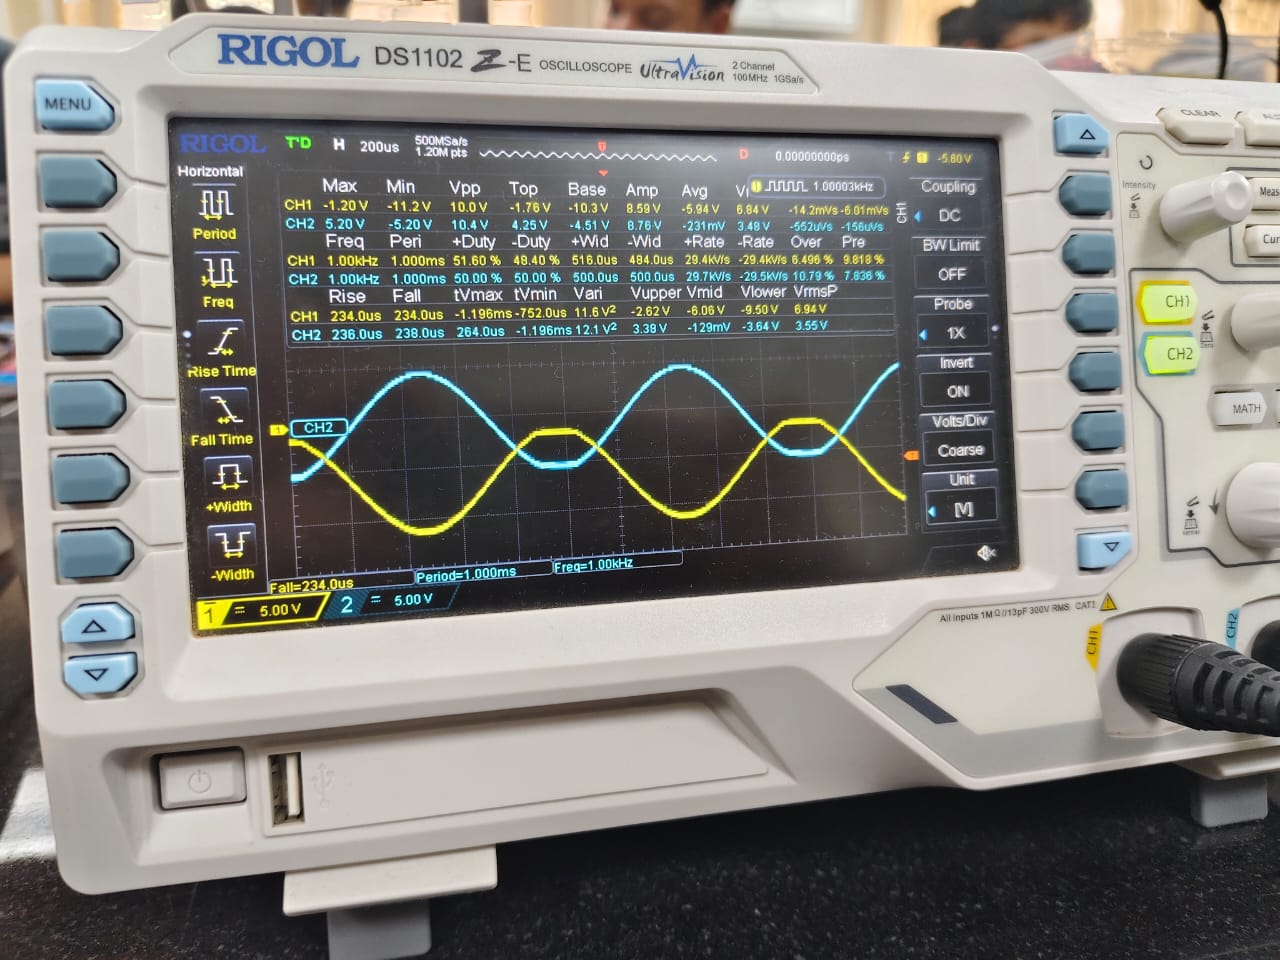 RIGOL DS1102 Z-E OSCILLOSCOPE UltraVision 2 Channel
100MHz 1GSa/s
MENU
RIGOL T'D H 200us 500MSa/s
1.20M pts
D 0.00000000ps T 1 -5.60 V
Horizontal
Period
Freq
Rise Time
Fall Time
+Width
-Width
Max Min Vpp Top Base Amp Avg 1 1.00003kHz
CH1 -1.20 V -11.2 V 10.0 V -1.76 V -10.3 V 8.59 V -5.94 V 6.84 V -14.2mVs -6.01mVs
CH2 5.20 V -5.20 V 10.4 V 4.25 V -4.51 V 8.76 V -231mV 3.48 V -552uVs -156uVs
Freq Peri +Duty -Duty +Wid -Wid +Rate -Rate Over Pre
CH1 1.00kHz 1.000ms 51.60 % 48.40 % 516.0us 484.0us 29.4kV/s -29.4kV/s 6.496 % 9.818 %
CH2 1.00kHz 1.000ms 50.00 % 50.00 % 500.0us 500.0us 29.7kV/s -29.5kV/s 10.79 % 7.836 %
Rise Fall tVmax tVmin Vari Vupper Vmid Vlower VrmsP
CH1 234.0us 234.0us -1.196ms -752.0us 11.6 V² -2.62 V -6.06 V -9.50 V 6.94 V
CH2 236.0us 238.0us 264.0us -1.196ms 12.1 V² 3.38 V -129mV -3.64 V 3.55 V
1 CH2
Fall=234.0us Period=1.000ms Freq=1.00kHz
1 = 5.00 V 2 = 5.00 V
CH1
Coupling
DC
BW Limit
OFF
Probe
1X
Invert
ON
Volts/Div
Coarse
Unit
[V]
CLEAR
Intensity
CH1
CH2
MATH
All Inputs 1MΩ//13pF 300V RMS CAT I
CH1
CH2